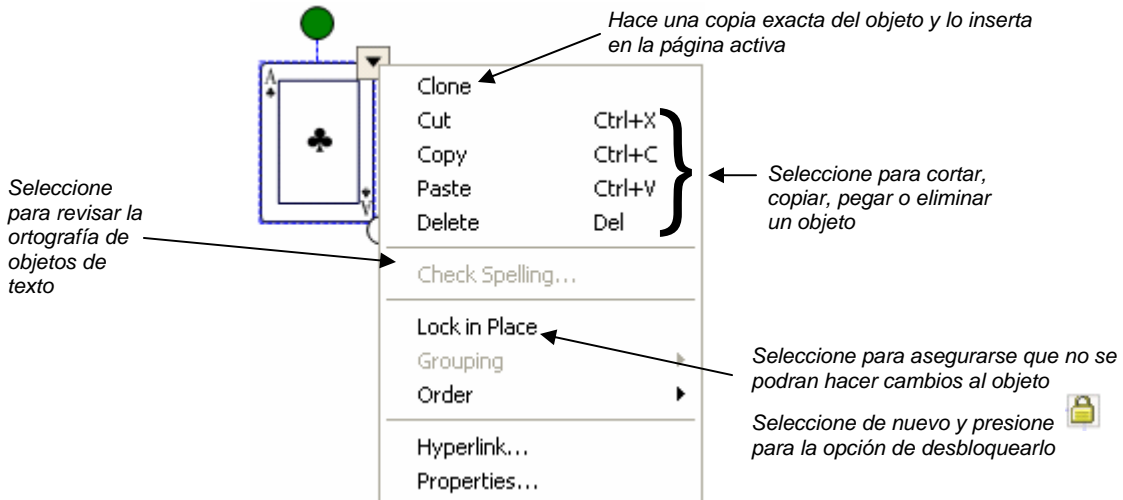 Hace una copia exacta del objeto y lo inserta
en la página activa
A
A
Clone
Cut Ctrl+X
Copy Ctrl+C
Paste Ctrl+V
Delete Del
Check Spelling...
Lock in Place
Grouping
Order
Hyperlink...
Properties...
Seleccione para cortar,
copiar, pegar o eliminar
un objeto
Seleccione
para revisar la
ortografía de
objetos de
texto
Seleccione para asegurarse que no se
podran hacer cambios al objeto
Seleccione de nuevo y presione
para la opción de desbloquearlo